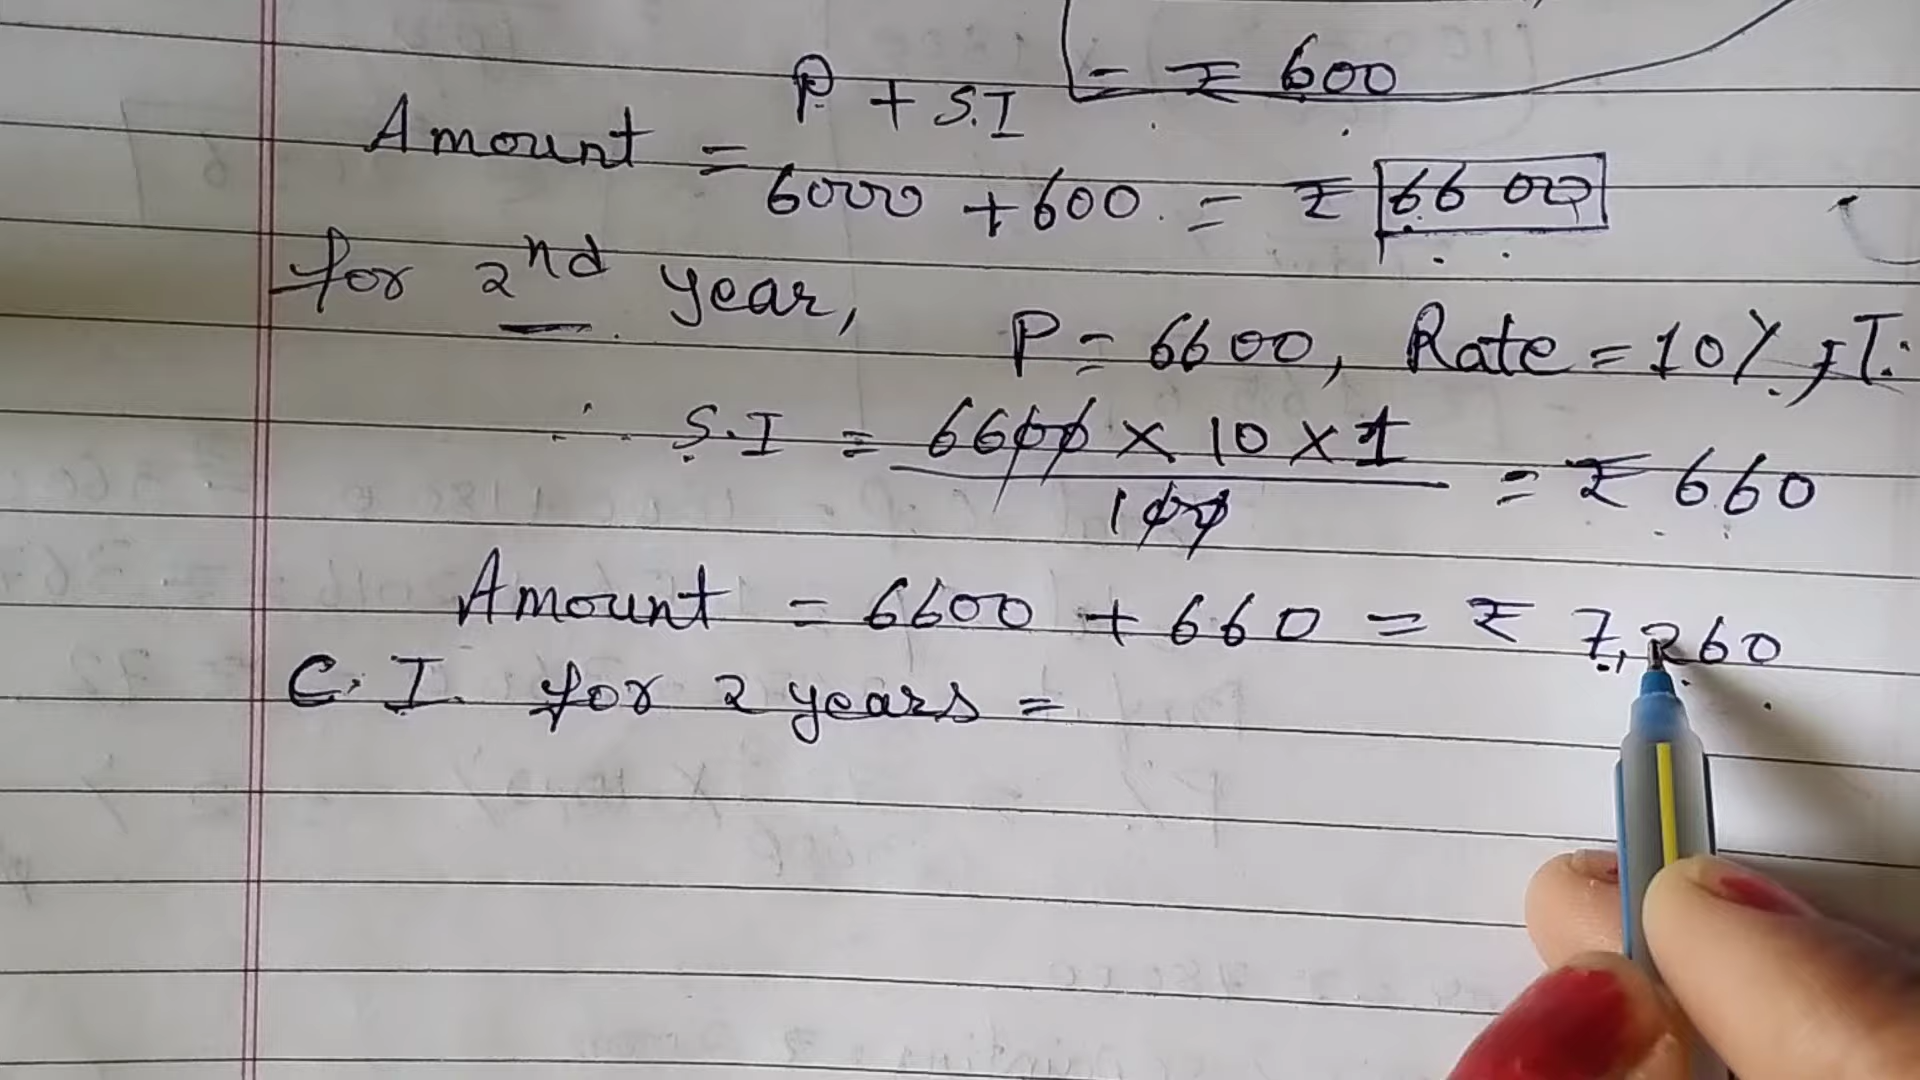 = ₹ 600
P + S.I
Amount =
6000 + 600 = ₹ 6600
for 2nd year,
P = 6600, Rate = 10%, T.
∴ S.I = 6600 × 10 × 1 = ₹ 660
100
Amount = 6600 + 660 = ₹ 7,260
C. I. for 2 years =